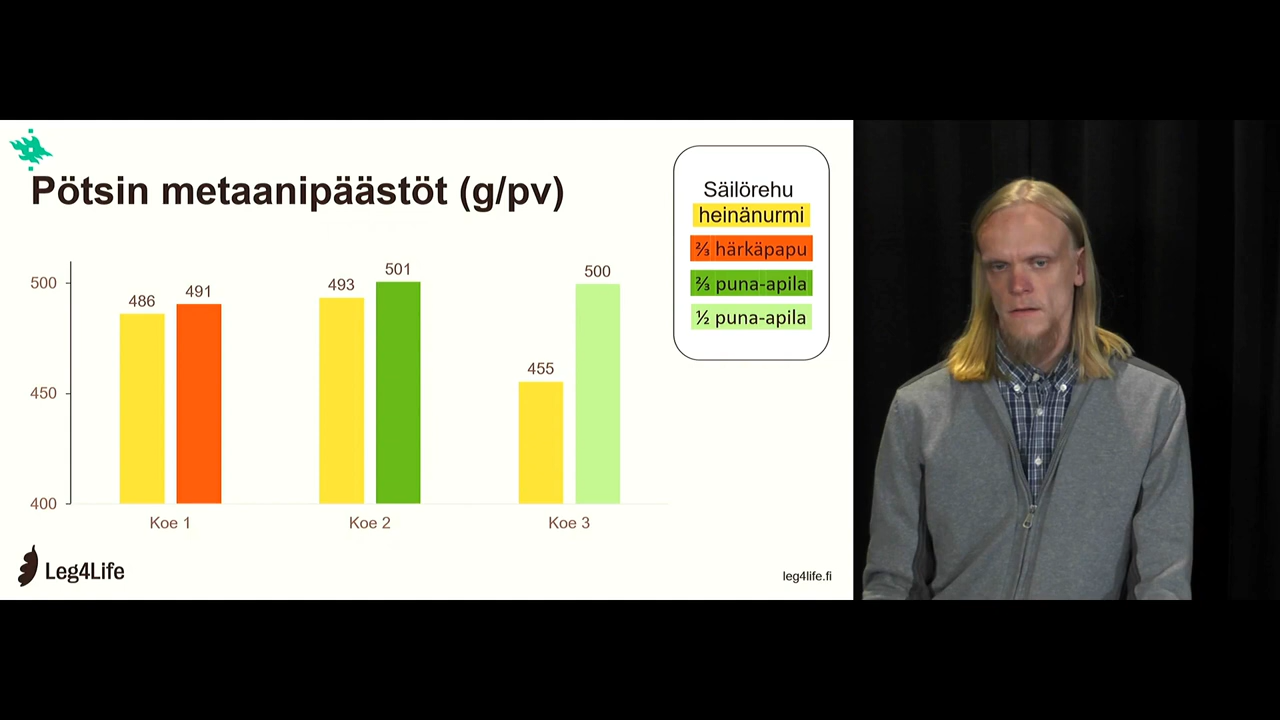 Pötsin metaanipäästöt (g/pv)
Säilörehu
heinänurmi
⅔ härkäpapu
⅔ puna-apila
½ puna-apila
500
450
400
486
491
493
501
455
500
Koe 1
Koe 2
Koe 3
Leg4Life
leg4life.fi